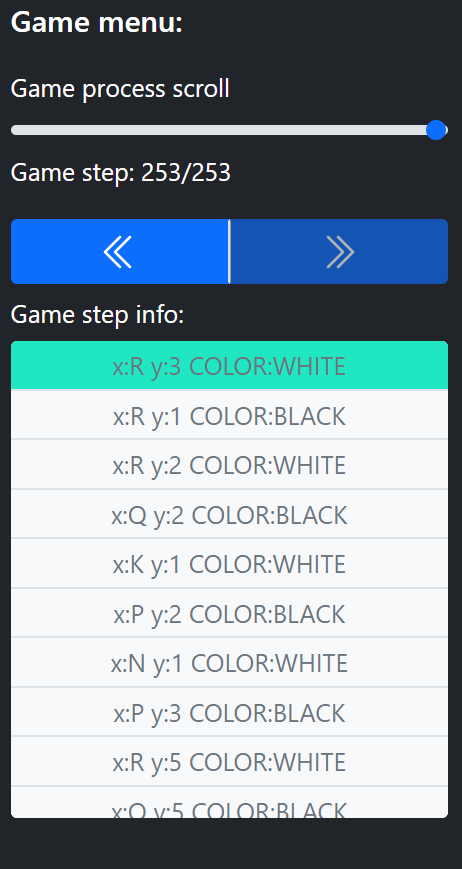 Game menu:
Game process scroll
Game step: 253/253
Game step info:
x:R y:3 COLOR:WHITE
x:R y:1 COLOR:BLACK
x:R y:2 COLOR:WHITE
x:Q y:2 COLOR:BLACK
x:K y:1 COLOR:WHITE
x:P y:2 COLOR:BLACK
x:N y:1 COLOR:WHITE
x:P y:3 COLOR:BLACK
x:R y:5 COLOR:WHITE
y:5 COLOR:BLACK